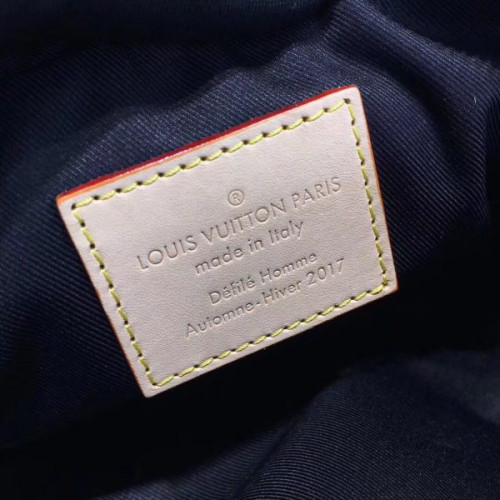 ®
LOUIS VUITTON PARIS
made in Italy
Défilé Homme
Automne-Hiver 2017